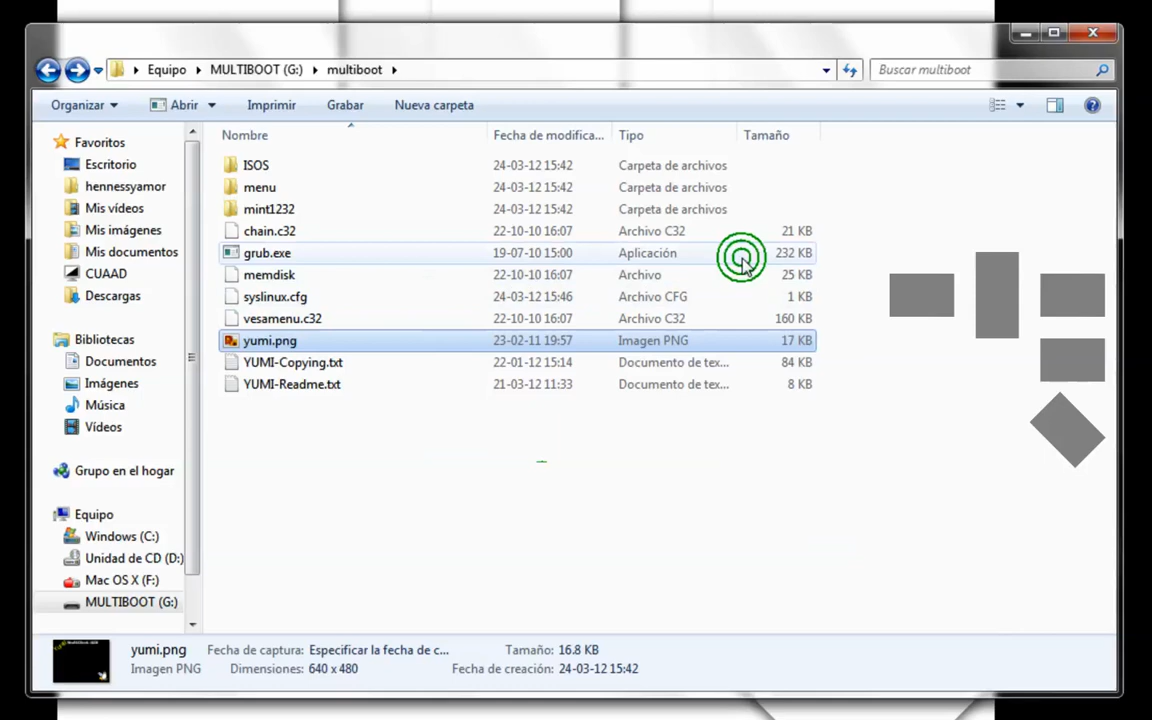 Equipo MULTIBOOT (G:) multiboot
Buscar multiboot
Organizar Abrir Imprimir Grabar Nueva carpeta
Nombre Fecha de modifica... Tipo Tamaño
Favoritos
Escritorio
hennessyamor
Mis vídeos
Mis imágenes
Mis documentos
CUAAD
Descargas
Bibliotecas
Documentos
Imágenes
Música
Vídeos
Grupo en el hogar
Equipo
Windows (C:)
Unidad de CD (D:)
Mac OS X (F:)
MULTIBOOT (G:)
ISOS 24-03-12 15:42 Carpeta de archivos
menu 24-03-12 15:42 Carpeta de archivos
mint1232 24-03-12 15:42 Carpeta de archivos
chain.c32 22-10-10 16:07 Archivo C32 21 KB
grub.exe 19-07-10 15:00 Aplicación 232 KB
memdisk 22-10-10 16:07 Archivo 25 KB
syslinux.cfg 24-03-12 15:46 Archivo CFG 1 KB
vesamenu.c32 22-10-10 16:07 Archivo C32 160 KB
yumi.png 23-02-11 19:57 Imagen PNG 17 KB
YUMI-Copying.txt 22-01-12 15:14 Documento de tex... 84 KB
YUMI-Readme.txt 21-03-12 11:33 Documento de tex... 8 KB
yumi.png Fecha de captura: Especificar la fecha de c... Tamaño: 16.8 KB
Imagen PNG Dimensiones: 640 x 480 Fecha de creación: 24-03-12 15:42